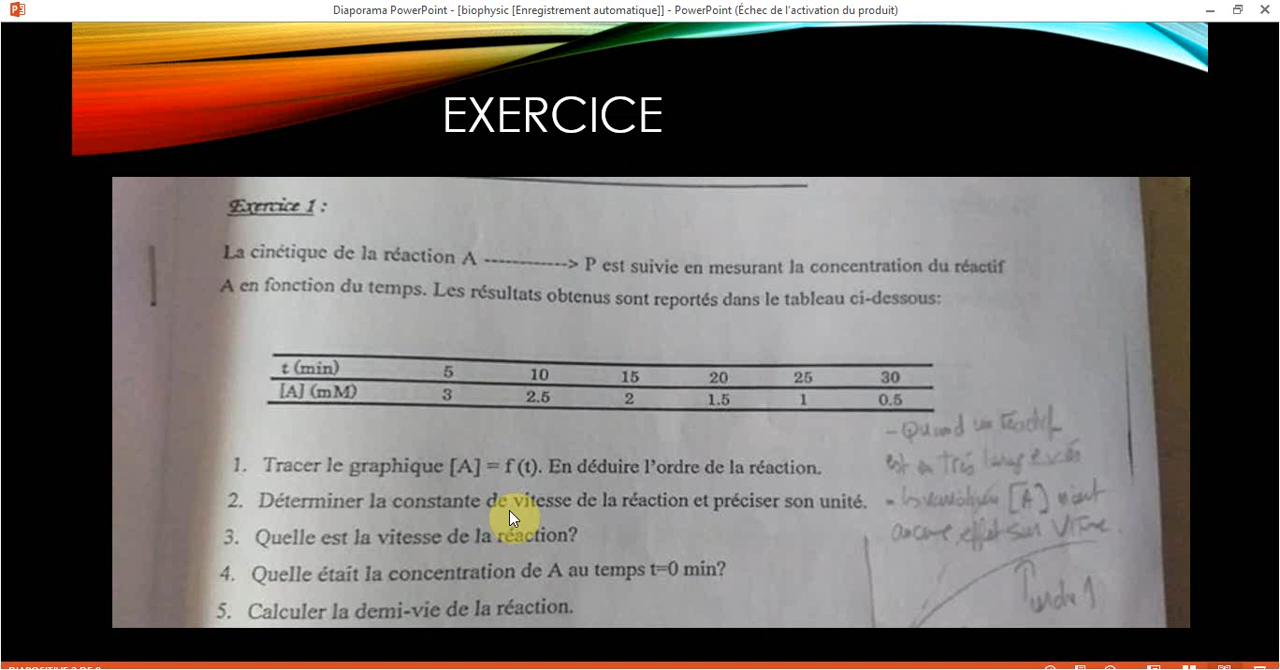 Diaporama PowerPoint - [biophysic [Enregistrement automatique]] - PowerPoint (Échec de l'activation du produit)
EXERCICE
Exercice 1 :
La cinétique de la réaction A ------------> P est suivie en mesurant la concentration du réactif
A en fonction du temps. Les résultats obtenus sont reportés dans le tableau ci-dessous:
t (min) 5 10 15 20 25 30
[A] (mM) 3 2.5 2 1.5 1 0.5
1. Tracer le graphique [A] = f (t). En déduire l'ordre de la réaction.
2. Déterminer la constante de vitesse de la réaction et préciser son unité.
3. Quelle est la vitesse de la réaction?
4. Quelle était la concentration de A au temps t=0 min?
5. Calculer la demi-vie de la réaction.
- Quand un réactif
est en très large excès
[A] n'ont
effet sur